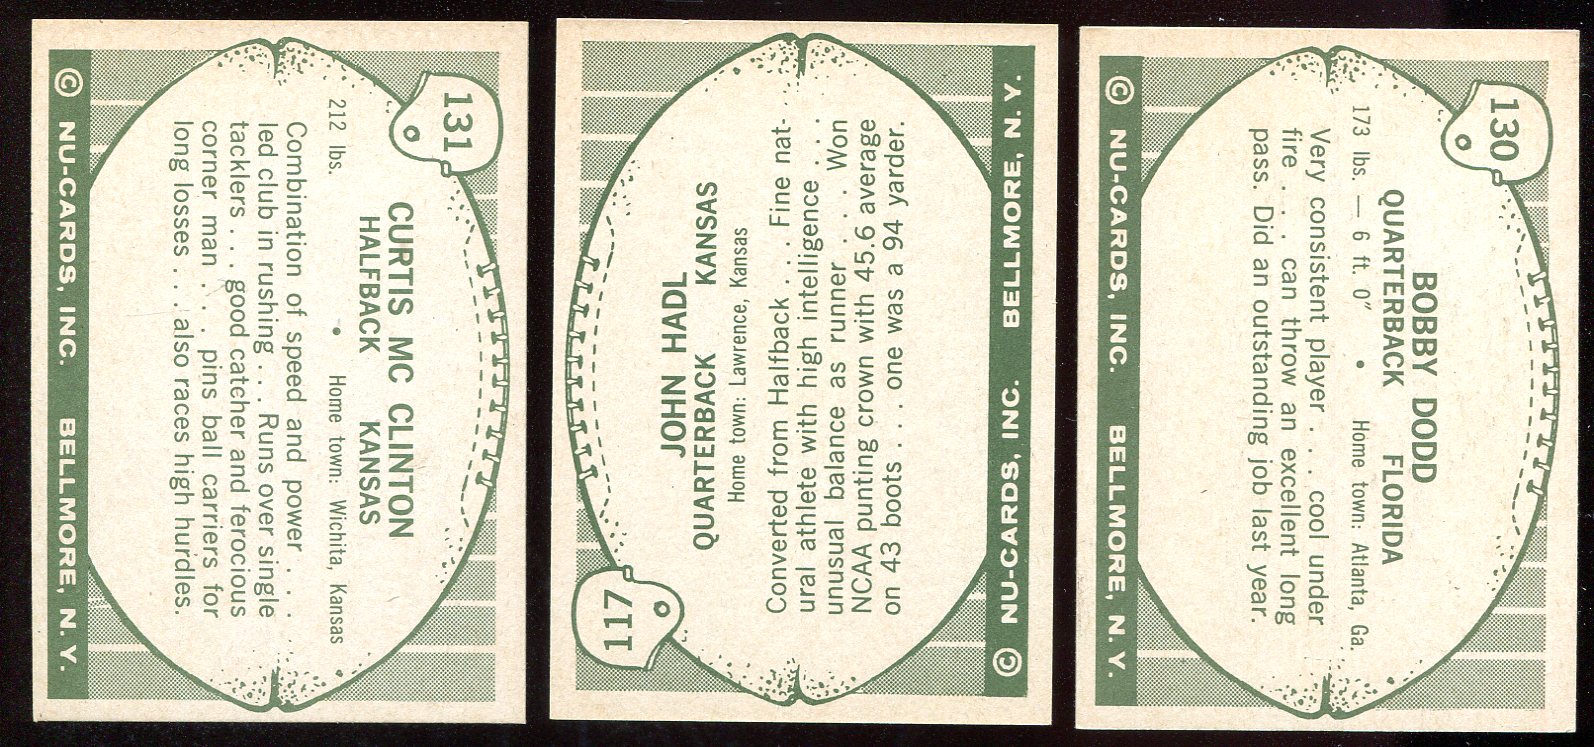 131
CURTIS MC CLINTON
HALFBACK KANSAS
212 lbs. • Home town: Wichita, Kansas
Combination of speed and power . . .
led club in rushing . . . Runs over single
tacklers . . . good catcher and ferocious
corner man . . . pins ball carriers for
long losses . . . also races high hurdles.
© NU-CARDS, INC. BELLMORE, N. Y.
117
JOHN HADL
QUARTERBACK KANSAS
Home town: Lawrence, Kansas
Converted from Halfback . . . Fine nat-
ural athlete with high intelligence . . .
unusual balance as runner . . . Won
NCAA punting crown with 45.6 average
on 43 boots . . . one was a 94 yarder.
© NU-CARDS, INC. BELLMORE, N. Y.
130
BOBBY DODD
QUARTERBACK FLORIDA
173 lbs. — 6 ft. 0" • Home town: Atlanta, Ga.
Very consistent player . . . cool under
fire . . . can throw an excellent long
pass. Did an outstanding job last year.
© NU-CARDS, INC. BELLMORE, N. Y.